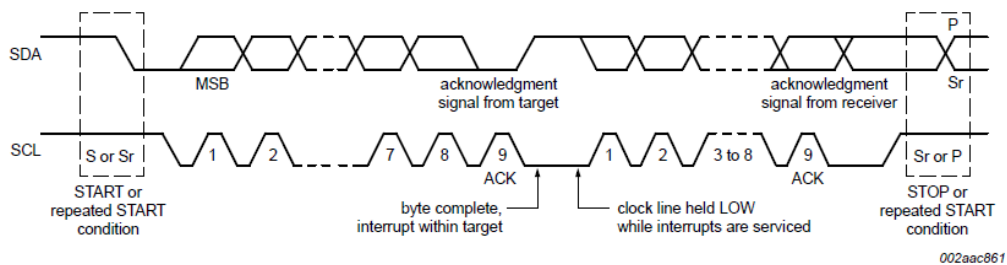 SDA
MSB
acknowledgment
signal from target
acknowledgment
signal from receiver
P
Sr
SCL
S or Sr
1
2
7
8
9
ACK
1
2
3 to 8
9
ACK
Sr or P
START or
repeated START
condition
byte complete,
interrupt within target
clock line held LOW
while interrupts are serviced
STOP or
repeated START
condition
002aac861